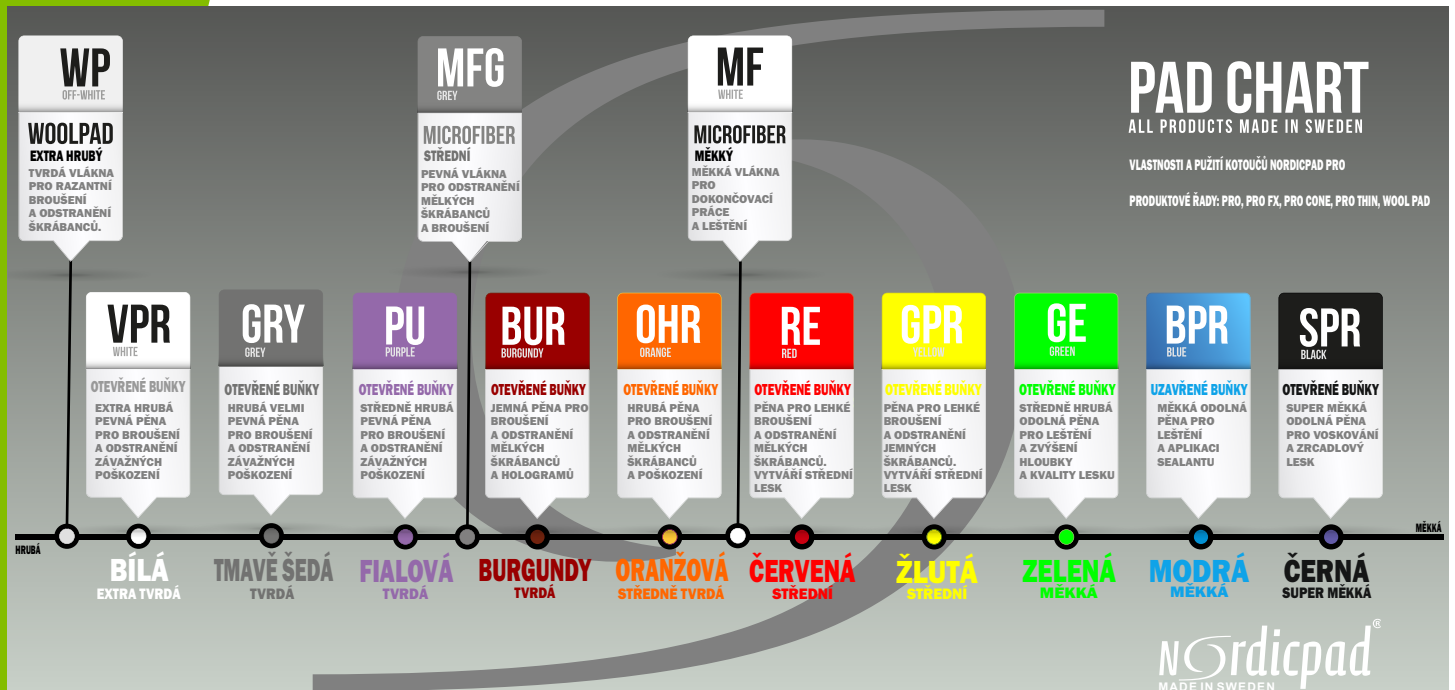 WP
OFF-WHITE
WOOLPAD
EXTRA HRUBÝ
TVRDÁ VLÁKNA
PRO RAZANTNÍ
BROUŠENÍ
A ODSTRANĚNÍ
ŠKRÁBANCŮ.
MFG
GREY
MICROFIBER
STŘEDNÍ
PEVNÁ VLÁKNA
PRO ODSTRANĚNÍ
MĚLKÝCH
ŠKRÁBANCŮ
A BROUŠENÍ
MF
WHITE
MICROFIBER
MĚKKÝ
MĚKKÁ VLÁKNA
PRO
DOKONČOVACÍ
PRÁCE
A LEŠTĚNÍ
PAD CHART
ALL PRODUCTS MADE IN SWEDEN
VLASTNOSTI A PUŽITÍ KOTOUČŮ NORDICPAD PRO
PRODUKTOVÉ ŘADY: PRO, PRO FX, PRO CONE, PRO THIN, WOOL PAD
VPR
WHITE
OTEVŘENÉ BUŇKY
EXTRA HRUBÁ
PEVNÁ PĚNA
PRO BROUŠENÍ
A ODSTRANĚNÍ
ZÁVAŽNÝCH
POŠKOZENÍ
GRY
GREY
OTEVŘENÉ BUŇKY
HRUBÁ VELMI
PEVNÁ PĚNA
PRO BROUŠENÍ
A ODSTRANĚNÍ
ZÁVAŽNÝCH
POŠKOZENÍ
PU
PURPLE
OTEVŘENÉ BUŇKY
STŘEDNĚ HRUBÁ
PEVNÁ PĚNA
PRO BROUŠENÍ
A ODSTRANĚNÍ
ZÁVAŽNÝCH
POŠKOZENÍ
BUR
BURGUNDY
OTEVŘENÉ BUŇKY
JEMNÁ PĚNA PRO
BROUŠENÍ
A ODSTRANĚNÍ
MĚLKÝCH
ŠKRÁBANCŮ
A HOLOGRAMŮ
OHR
ORANGE
OTEVŘENÉ BUŇKY
HRUBÁ PĚNA
PRO BROUŠENÍ
A ODSTRANĚNÍ
MĚLKÝCH
ŠKRÁBANCŮ
A POŠKOZENÍ
RE
RED
OTEVŘENÉ BUŇKY
PĚNA PRO LEHKÉ
BROUŠENÍ
A ODSTRANĚNÍ
MĚLKÝCH
ŠKRÁBANCŮ.
VYTVÁŘÍ STŘEDNÍ
LESK
GPR
YELLOW
OTEVŘENÉ BUŇKY
PĚNA PRO LEHKÉ
BROUŠENÍ
A ODSTRANĚNÍ
JEMNÝCH
ŠKRÁBANCŮ.
VYTVÁŘÍ STŘEDNÍ
LESK
GE
GREEN
OTEVŘENÉ BUŇKY
STŘEDNĚ HRUBÁ
ODOLNÁ PĚNA
PRO LEŠTĚNÍ
A ZVÝŠENÍ
HLOUBKY
A KVALITY LESKU
BPR
BLUE
UZAVŘENÉ BUŇKY
MĚKKÁ ODOLNÁ
PĚNA PRO
LEŠTĚNÍ
A APLIKACI
SEALANTU
SPR
BLACK
OTEVŘENÉ BUŇKY
SUPER MĚKKÁ
ODOLNÁ PĚNA
PRO VOSKOVÁNÍ
A ZRCADLOVÝ
LESK
HRUBÁ
MĚKKÁ
BÍLÁ
EXTRA TVRDÁ
TMAVĚ ŠEDÁ
TVRDÁ
FIALOVÁ
TVRDÁ
BURGUNDY
TVRDÁ
ORANŽOVÁ
STŘEDNĚ TVRDÁ
ČERVENÁ
STŘEDNÍ
ŽLUTÁ
STŘEDNÍ
ZELENÁ
MĚKKÁ
MODRÁ
MĚKKÁ
ČERNÁ
SUPER MĚKKÁ
Nordicpad®
MADE IN SWEDEN